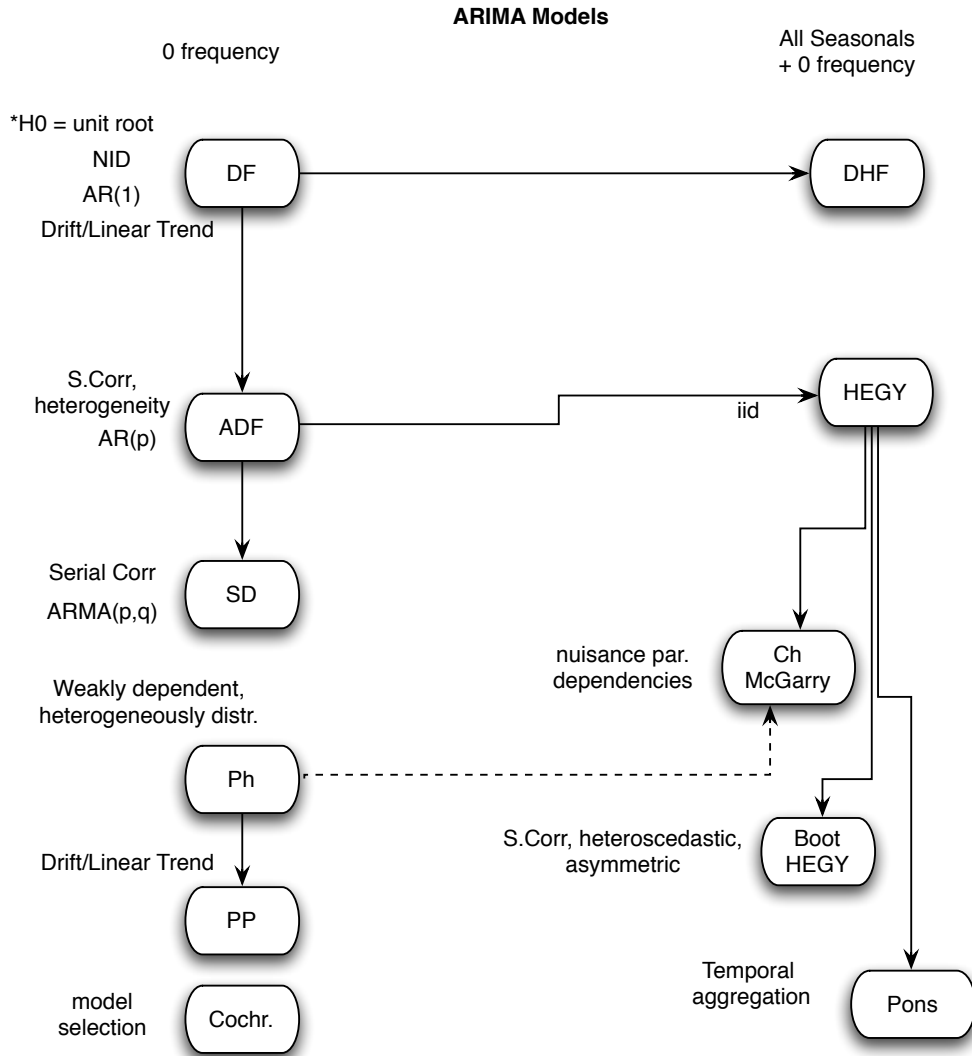 ARIMA Models
0 frequency
All Seasonals
+ 0 frequency
*H0 = unit root
NID
AR(1)
Drift/Linear Trend
DF
DHF
S.Corr,
heterogeneity
AR(p)
ADF
iid
HEGY
Serial Corr
ARMA(p,q)
SD
nuisance par.
dependencies
Ch
McGarry
Weakly dependent,
heterogeneously distr.
Ph
S.Corr, heteroscedastic,
asymmetric
Boot
HEGY
Drift/Linear Trend
PP
Temporal
aggregation
Pons
model
selection
Cochr.